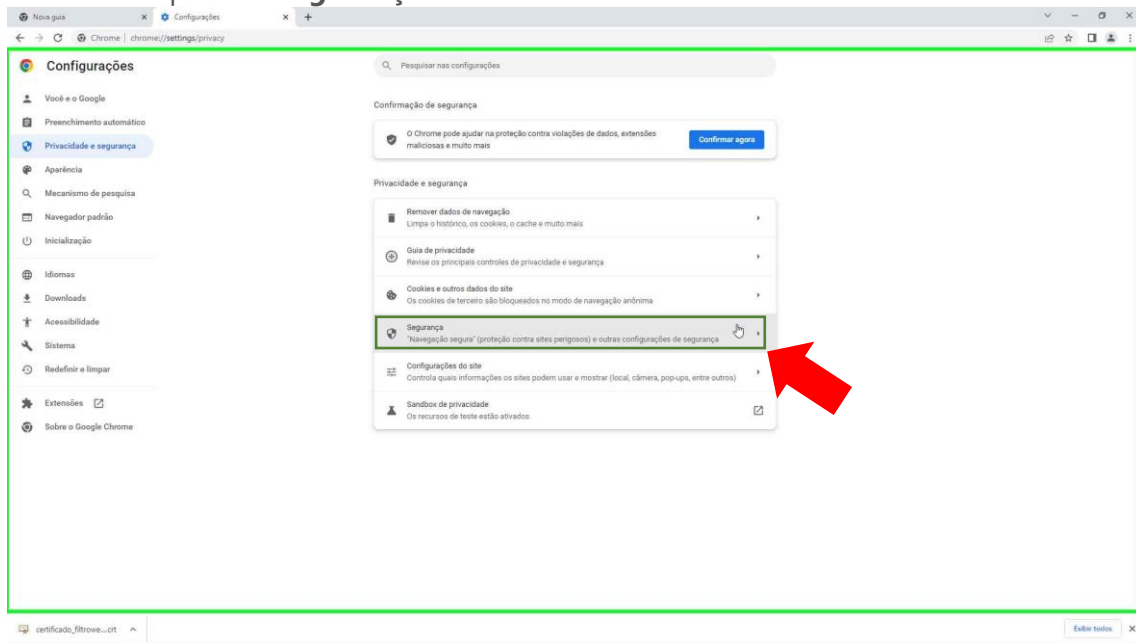 Nova guia
Configurações
Chrome | chrome://settings/privacy
Configurações
Pesquisar nas configurações
Você e o Google
Preenchimento automático
Privacidade e segurança
Aparência
Mecanismo de pesquisa
Navegador padrão
Inicialização
Idiomas
Downloads
Acessibilidade
Sistema
Redefinir e limpar
Extensões
Sobre o Google Chrome
Confirmação de segurança
O Chrome pode ajudar na proteção contra violações de dados, extensões
maliciosas e muito mais
Confirmar agora
Privacidade e segurança
Remover dados de navegação
Limpa o histórico, os cookies, o cache e muito mais
Guia de privacidade
Revise os principais controles de privacidade e segurança
Cookies e outros dados do site
Os cookies de terceiro são bloqueados no modo de navegação anônima
Segurança
"Navegação segura" (proteção contra sites perigosos) e outras configurações de segurança
Configurações do site
Controla quais informações os sites podem usar e mostrar (local, câmera, pop-ups, entre outros)
Sandbox de privacidade
Os recursos de teste estão ativados
certificado_filtrowe....crt
Exibir todos